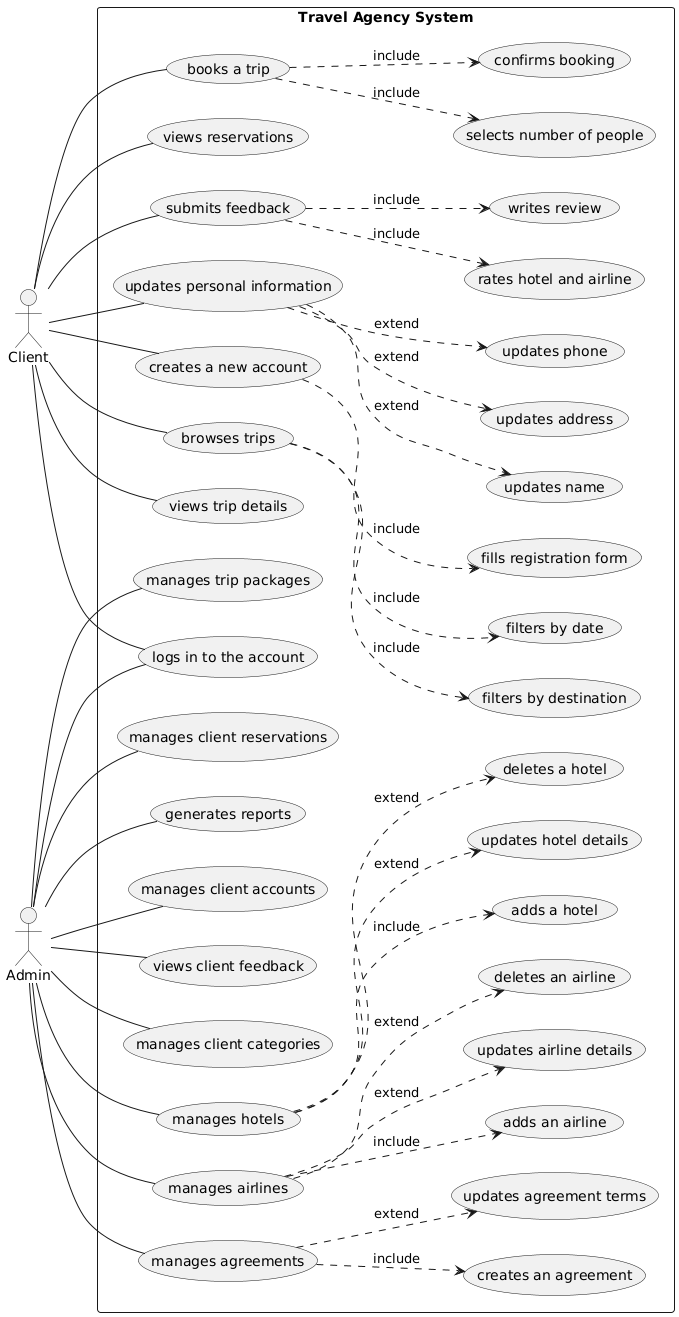 Travel Agency System
books a trip
include
confirms booking
include
selects number of people
views reservations
submits feedback
include
writes review
include
rates hotel and airline
updates personal information
extend
updates phone
extend
updates address
extend
updates name
Client
creates a new account
browses trips
views trip details
include
fills registration form
include
filters by date
include
filters by destination
manages trip packages
logs in to the account
manages client reservations
generates reports
extend
deletes a hotel
extend
updates hotel details
include
adds a hotel
manages client accounts
views client feedback
Admin
extend
deletes an airline
manages client categories
extend
updates airline details
manages hotels
include
adds an airline
manages airlines
extend
updates agreement terms
manages agreements
include
creates an agreement